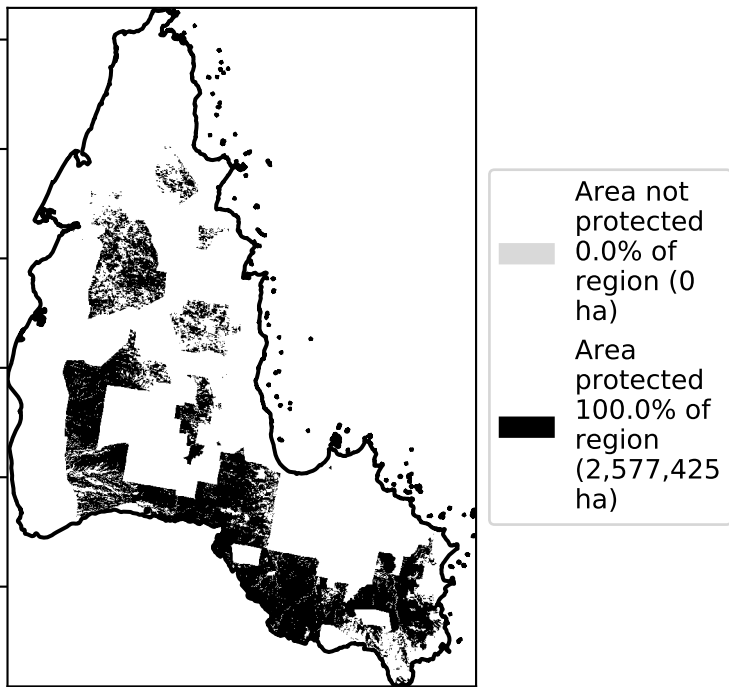 Area not
protected
0.0% of
region (0
ha)
Area
protected
100.0% of
region
(2,577,425
ha)